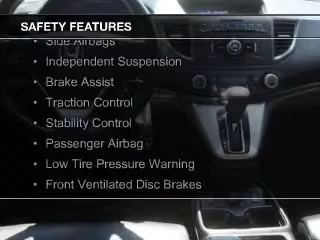 SAFETY FEATURES
• Side Airbags
• Independent Suspension
• Brake Assist
• Traction Control
• Stability Control
• Passenger Airbag
• Low Tire Pressure Warning
• Front Ventilated Disc Brakes